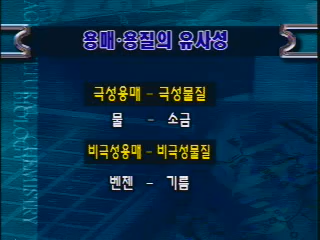 용매·용질의 유사성
극성용매 - 극성물질
물 - 소금
비극성용매 - 비극성물질
벤젠 - 기름